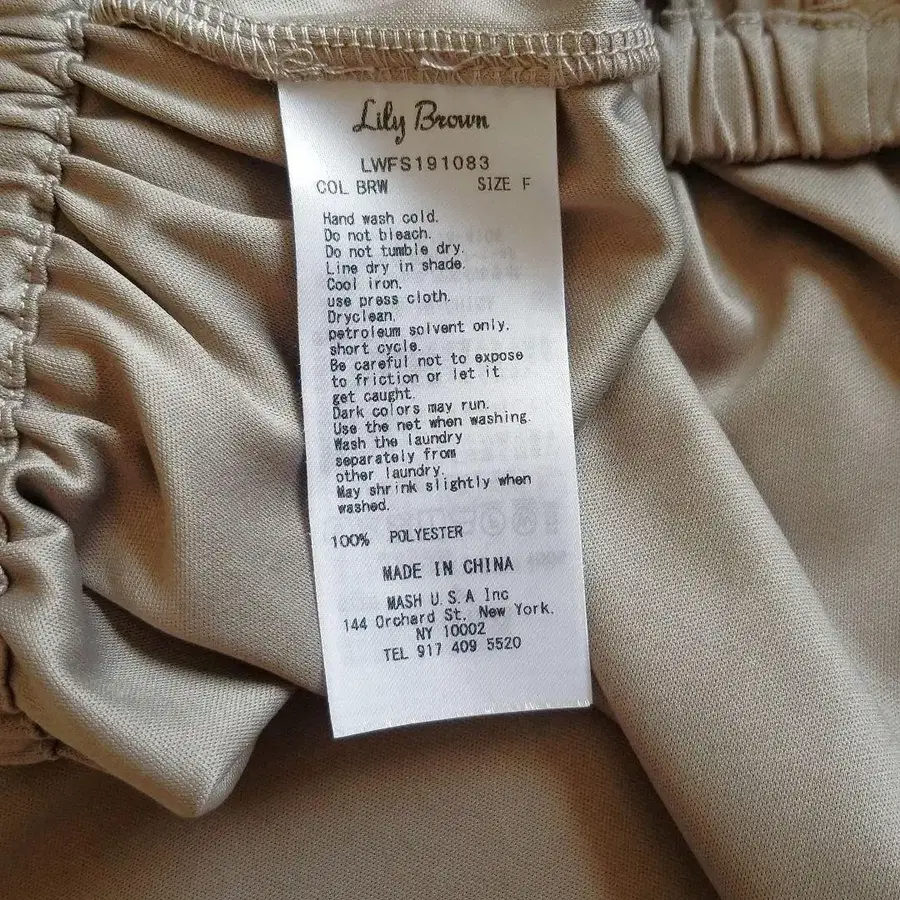 Lily Brown
LWFS191083
COL BRW SIZE F
Hand wash cold.
Do not bleach.
Do not tumble dry.
Line dry in shade.
Cool iron.
use press cloth.
Dryclean.
petroleum solvent only.
short cycle.
Be careful not to expose
to friction or let it
get caught.
Dark colors may run.
Use the net when washing.
Wash the laundry
separately from
other laundry.
May shrink slightly when
washed.
100% POLYESTER
MADE IN CHINA
MASH U.S.A Inc
144 Orchard St. New York.
NY 10002
TEL 917 409 5520